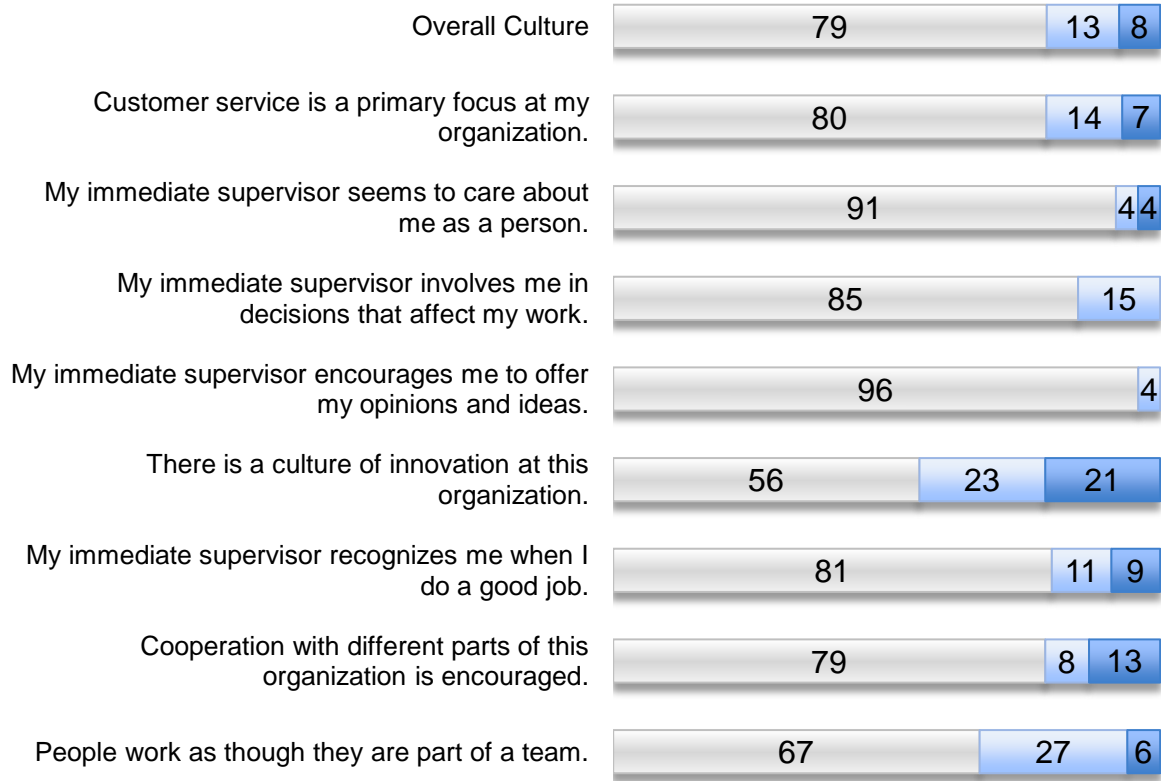 Overall Culture 79 13 8
Customer service is a primary focus at my
organization. 80 14 7
My immediate supervisor seems to care about
me as a person. 91 4 4
My immediate supervisor involves me in
decisions that affect my work. 85 15
My immediate supervisor encourages me to offer
my opinions and ideas. 96 4
There is a culture of innovation at this
organization. 56 23 21
My immediate supervisor recognizes me when I
do a good job. 81 11 9
Cooperation with different parts of this
organization is encouraged. 79 8 13
People work as though they are part of a team. 67 27 6